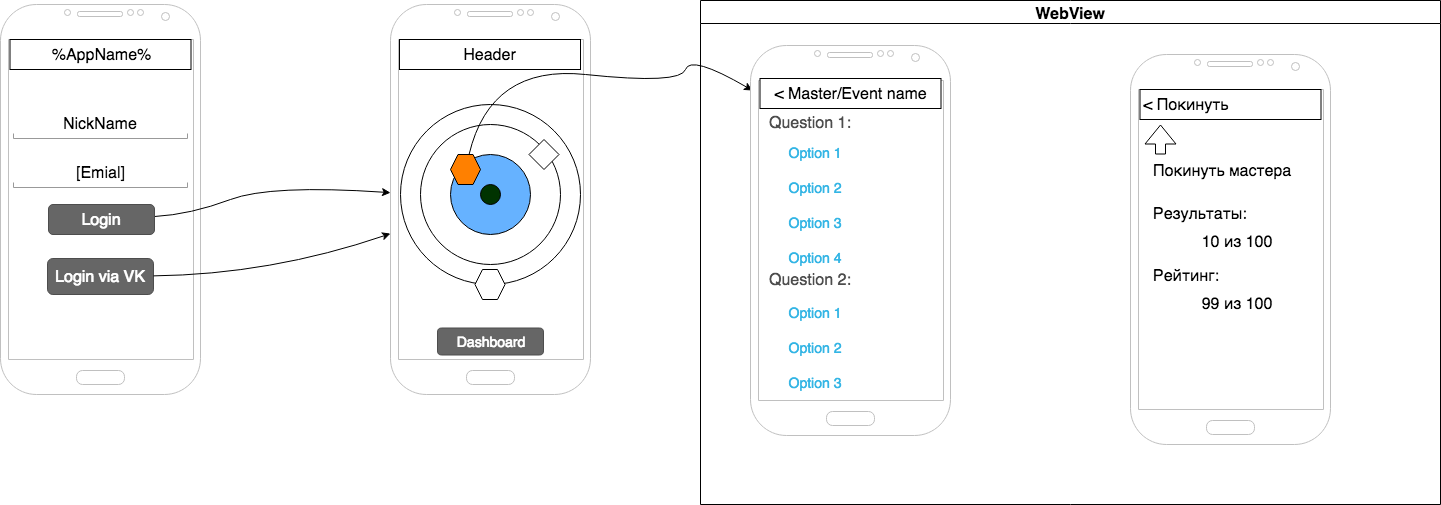 %AppName%
NickName
[Emial]
Login
Login via VK
Header
Dashboard
WebView
< Master/Event name
Question 1:
Option 1
Option 2
Option 3
Option 4
Question 2:
Option 1
Option 2
Option 3
< Покинуть
Покинуть мастера
Результаты:
10 из 100
Рейтинг:
99 из 100